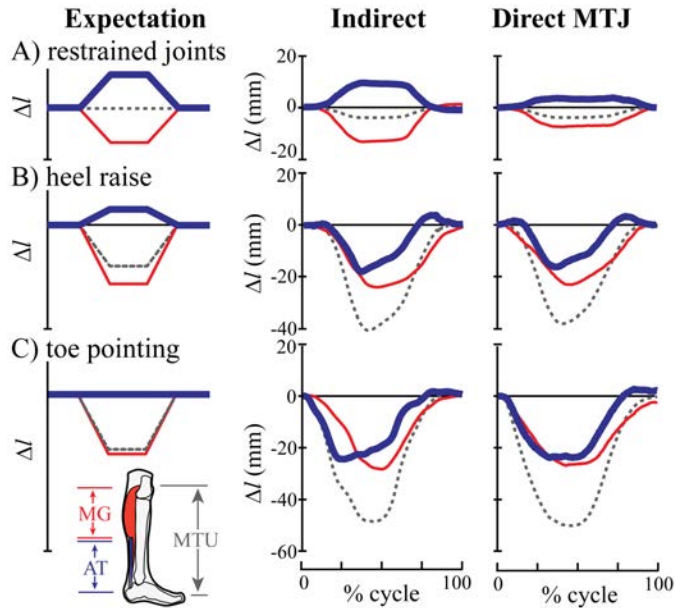 Expectation Indirect Direct MTJ
A) restrained joints
Δl
Δl (mm)
20
0
-20
B) heel raise
Δl
Δl (mm)
20
0
-20
-40
C) toe pointing
Δl
Δl (mm)
20
0
-20
-40
-60
MG
AT
MTU
0 % cycle 100
0 % cycle 100